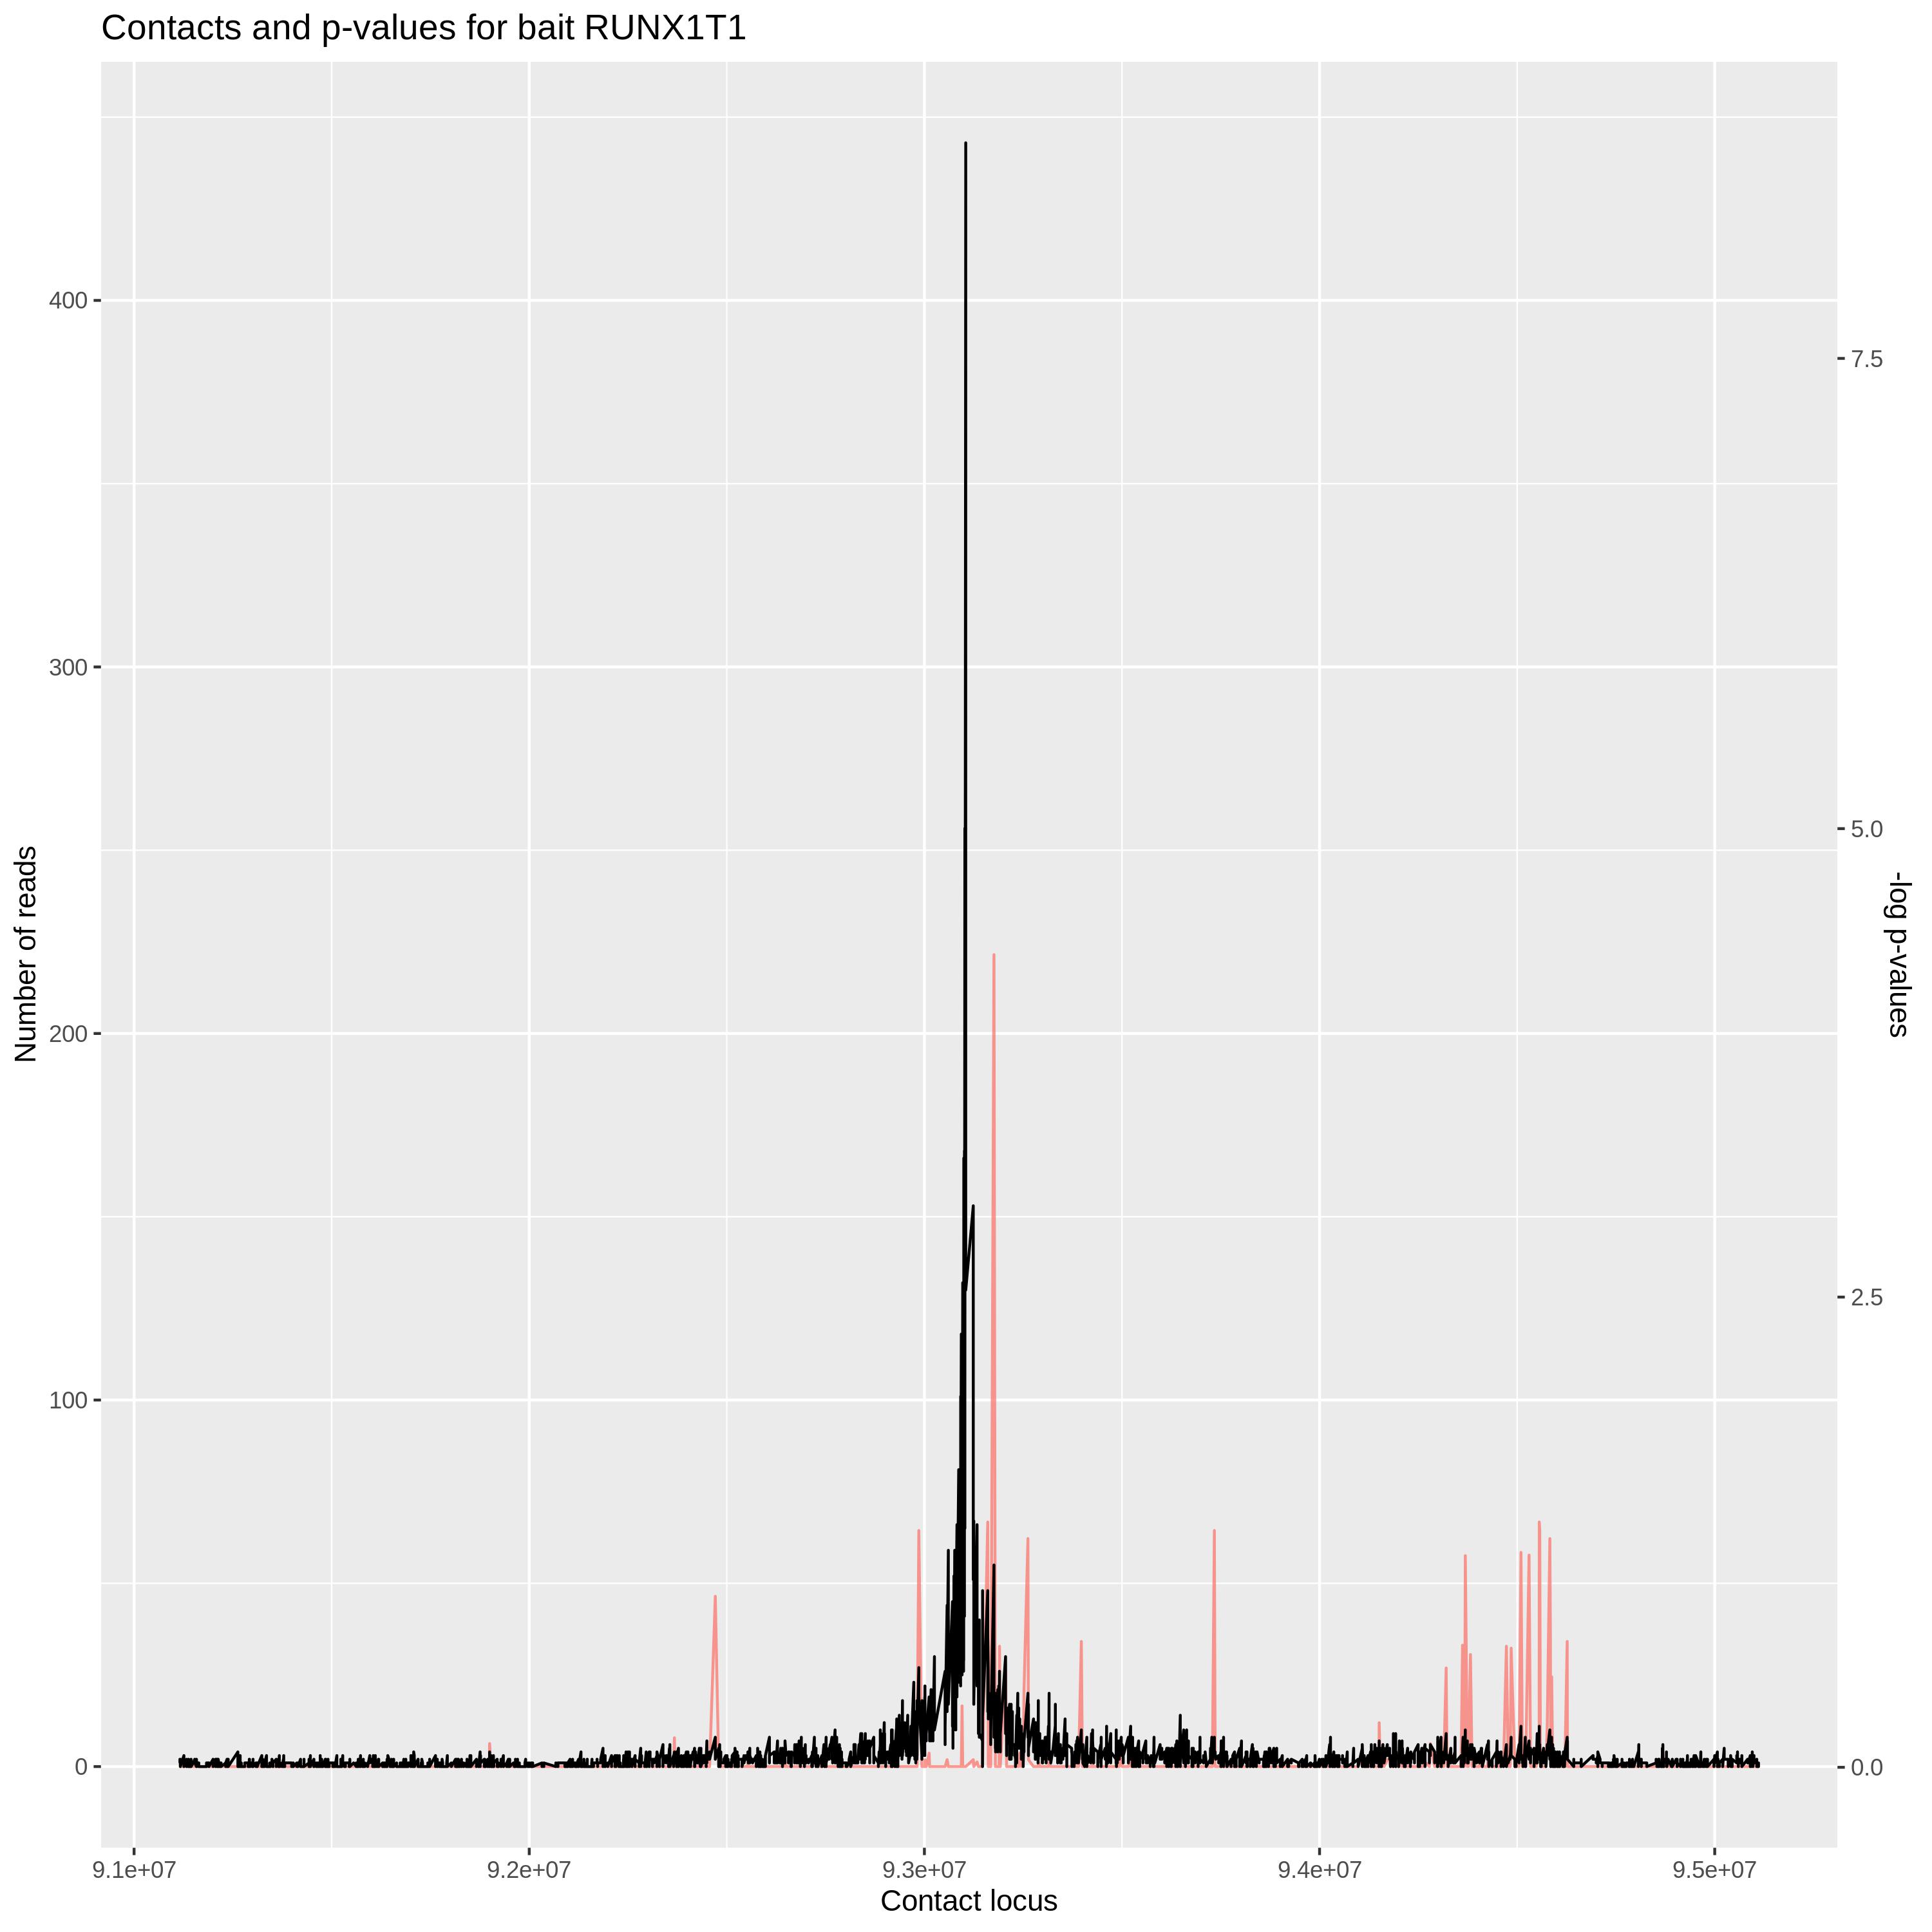 Contacts and p-values for bait RUNX1T1
Number of reads
400
300
200
100
0
7.5
5.0
2.5
0.0
-log p-values
9.1e+07
9.2e+07
9.3e+07
9.4e+07
9.5e+07
Contact locus